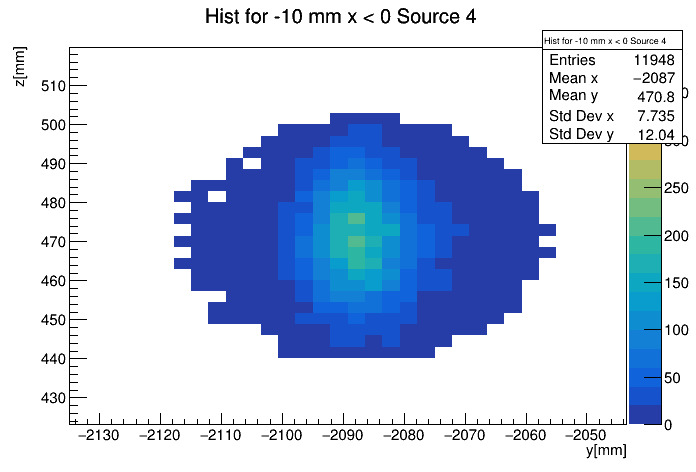 Hist for -10 mm x < 0 Source 4
z[mm]
Hist for -10 mm x < 0 Source 4
Entries 11948
Mean x −2087
Mean y 470.8
Std Dev x 7.735
Std Dev y 12.04
510
500
490
480
470
460
450
440
430
250
200
150
100
50
0
−2130 −2120 −2110 −2100 −2090 −2080 −2070 −2060 −2050
y[mm]